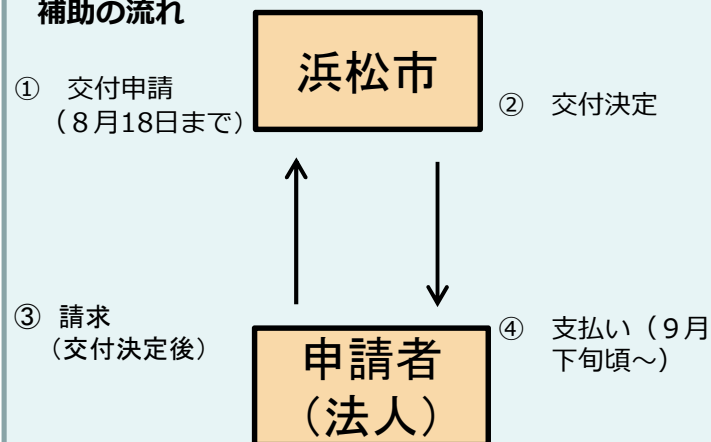 補助の流れ
① 交付申請
（８月18日まで）
浜松市
② 交付決定
③ 請求
（交付決定後）
申請者
（法人）
④ 支払い（９月
下旬頃～）